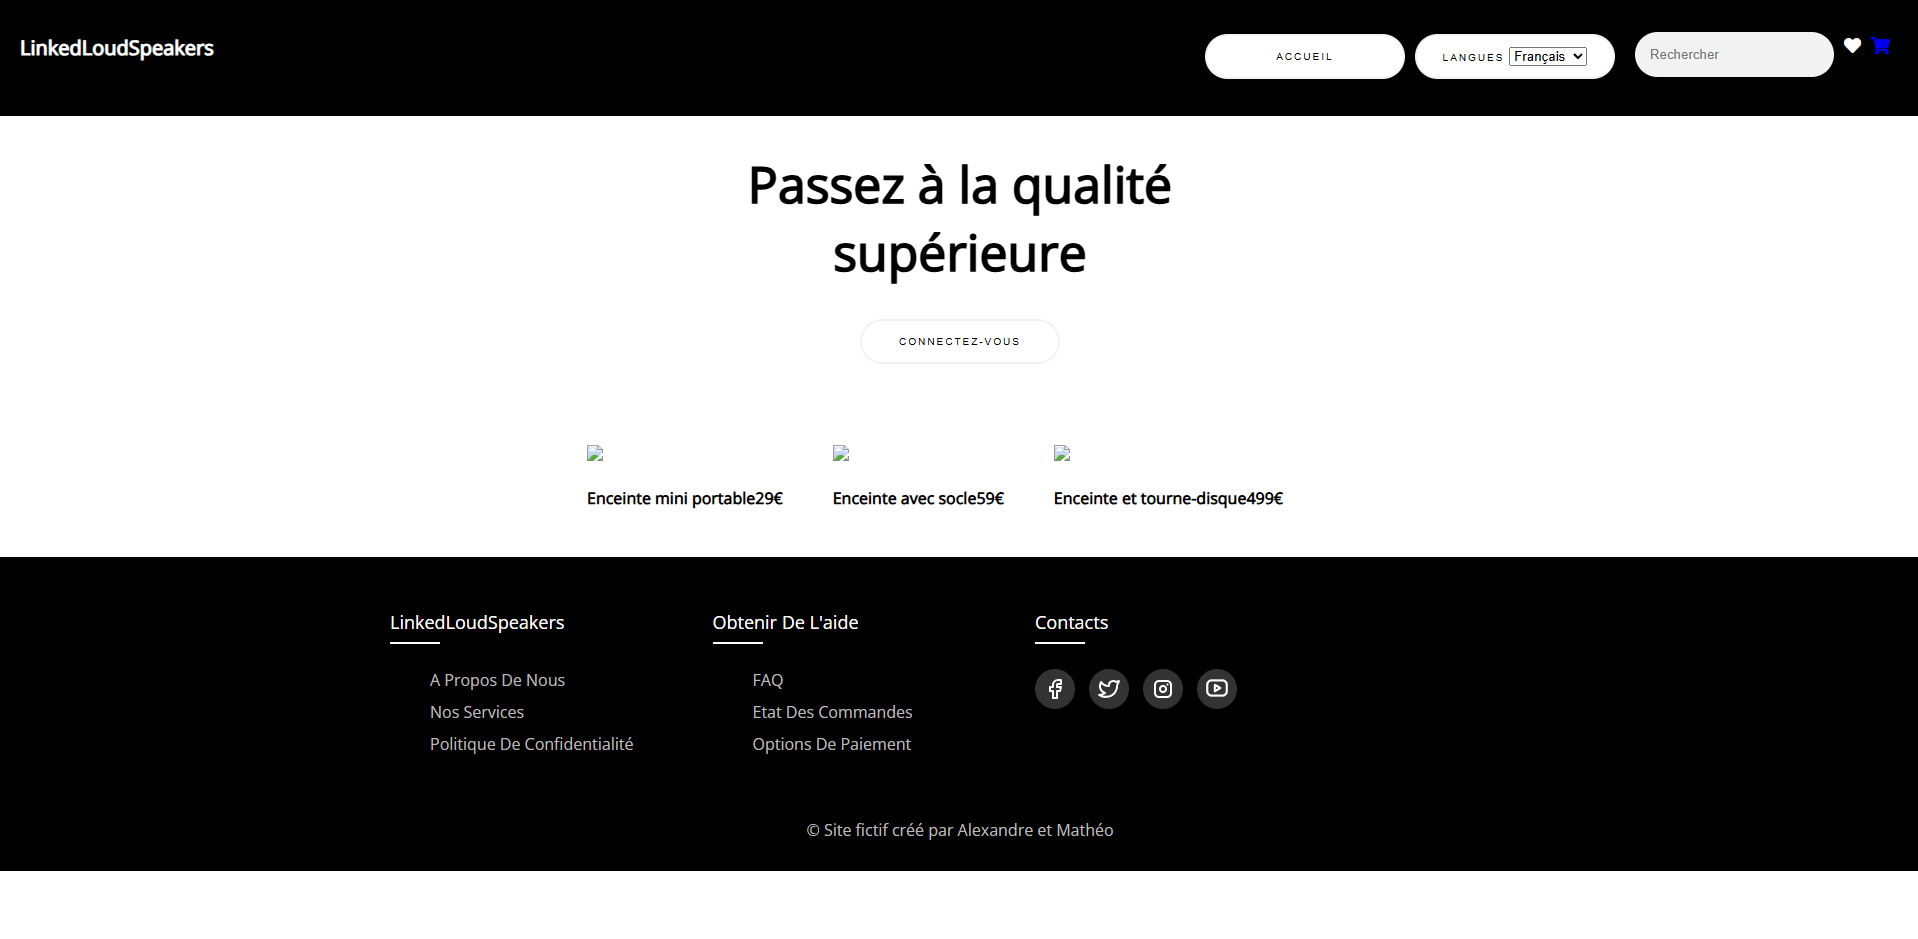 LinkedLoudSpeakers
ACCUEIL
LANGUES Français
Rechercher
Passez à la qualité
supérieure
CONNECTEZ-VOUS
Enceinte mini portable29€
Enceinte avec socle59€
Enceinte et tourne-disque499€
LinkedLoudSpeakers
A Propos De Nous
Nos Services
Politique De Confidentialité
Obtenir De L'aide
FAQ
Etat Des Commandes
Options De Paiement
Contacts
© Site fictif créé par Alexandre et Mathéo